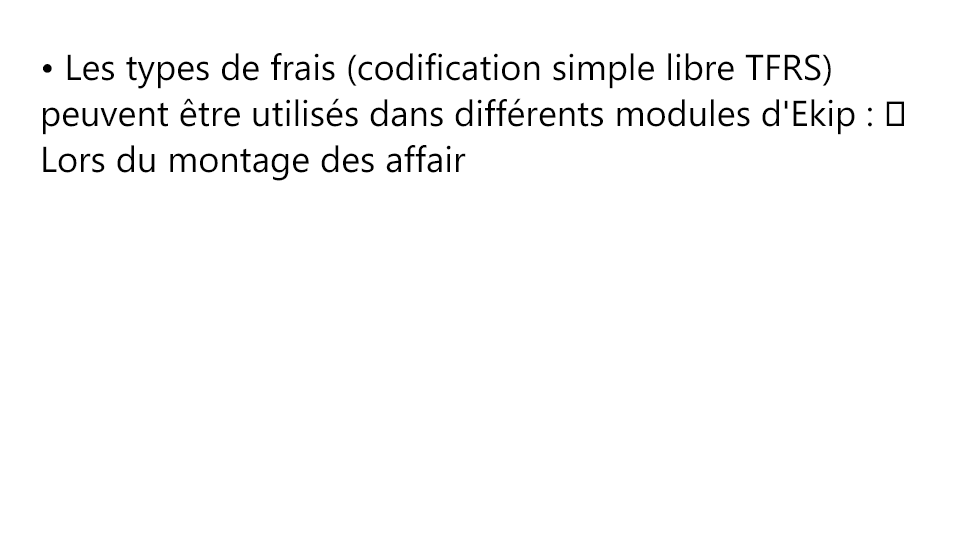 • Les types de frais (codification simple libre TFRS)
peuvent être utilisés dans différents modules d'Ekip : 
Lors du montage des affair